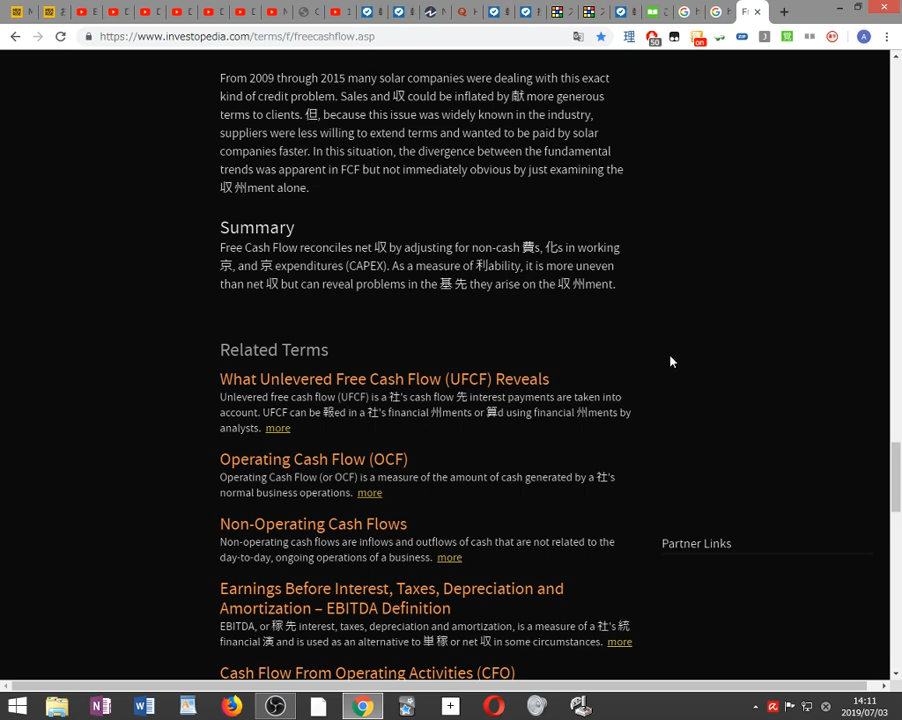 https://www.investopedia.com/terms/f/freecashflow.asp
From 2009 through 2015 many solar companies were dealing with this exact
kind of credit problem. Sales and 収 could be inflated by 献 more generous
terms to clients. 但, because this issue was widely known in the industry,
suppliers were less willing to extend terms and wanted to be paid by solar
companies faster. In this situation, the divergence between the fundamental
trends was apparent in FCF but not immediately obvious by just examining the
収 州ment alone.
Summary
Free Cash Flow reconciles net 収 by adjusting for non-cash 費s, 化s in working
京, and 京 expenditures (CAPEX). As a measure of 利ability, it is more uneven
than net 収 but can reveal problems in the 基 先 they arise on the 収 州ment.
Related Terms
What Unlevered Free Cash Flow (UFCF) Reveals
Unlevered free cash flow (UFCF) is a 社's cash flow 先 interest payments are taken into
account. UFCF can be 報ed in a 社's financial 州ments or 算d using financial 州ments by
analysts. more
Operating Cash Flow (OCF)
Operating Cash Flow (or OCF) is a measure of the amount of cash generated by a 社's
normal business operations. more
Non-Operating Cash Flows
Non-operating cash flows are inflows and outflows of cash that are not related to the
day-to-day, ongoing operations of a business. more
Partner Links
Earnings Before Interest, Taxes, Depreciation and
Amortization – EBITDA Definition
EBITDA, or 稼 先 interest, taxes, depreciation and amortization, is a measure of a 社's 統
financial 演 and is used as an alternative to 単 稼 or net 収 in some circumstances. more
Cash Flow From Operating Activities (CFO)
14:11
2019/07/03